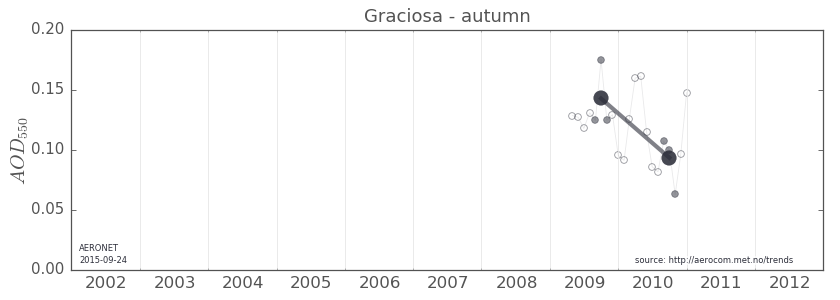 Graciosa - autumn
0.20
0.15
0.10
0.05
0.00
AOD550
AERONET
2015-09-24
source: http://aerocom.met.no/trends
2002 2003 2004 2005 2006 2007 2008 2009 2010 2011 2012